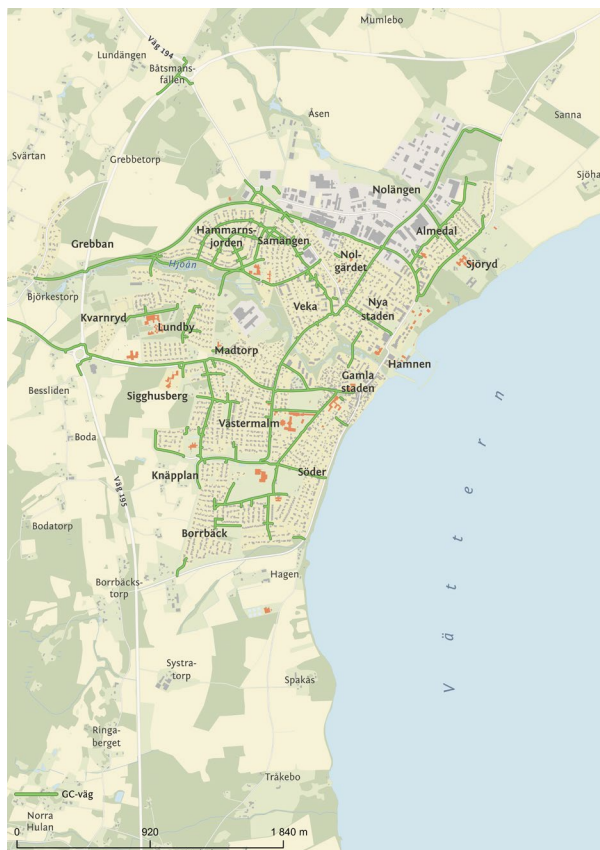 Mumlebo
Väg 194
Lundängen
Båtsmans-
fällen
Åsen
Sanna
Svärtan
Grebbetorp
Sjöha
Nolängen
Hammarns-
jorden
Samängen
Almedal
Grebban
Nol-
gärdet
Sjöryd
Hjoån
Björkestorp
Veka
Nya
staden
Kvarnryd
Lundby
Madtorp
Hamnen
Gamla
staden
Bessliden
Sigghusberg
Västermalm
Boda
Söder
Knäpplan
Väg 195
Vättern
Bodatorp
Borrbäck
Hagen
Borrbäcks-
torp
Systra-
torp
Spakås
Ringa-
berget
Tråkebo
GC-väg
Norra
Hulan
0 920 1 840 m